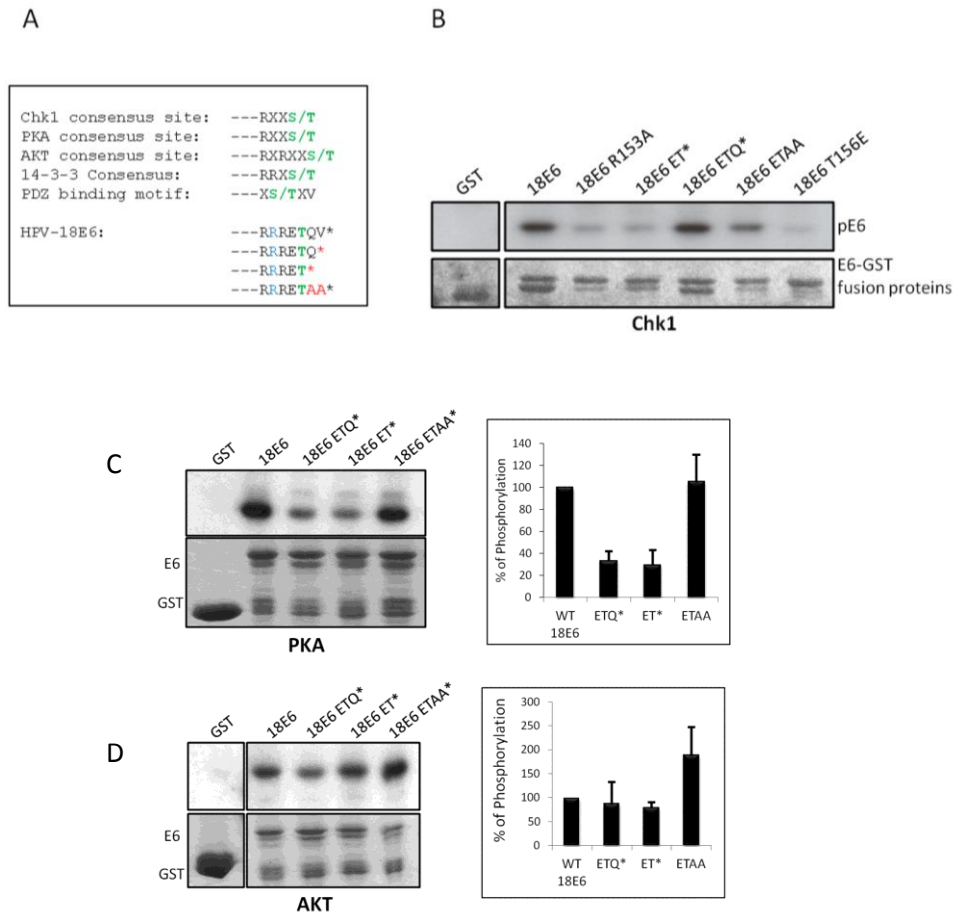 A
B
Chk1 consensus site: ---RXXS/T
PKA consensus site: ---RXXS/T
AKT consensus site: ---RXRXXS/T
14-3-3 Consensus: ---RRXS/T
PDZ binding motif: ---XS/TXV
HPV-18E6: ---RRRETQV*
---RRRETQ*
---RRRET*
---RRRETAA*
GST
18E6
18E6 R153A
18E6 ET*
18E6 ETQ*
18E6 ETAA
18E6 T156E
pE6
E6-GST
fusion proteins
Chk1
C
GST
18E6
18E6 ETQ*
18E6 ET*
18E6 ETAA*
E6
GST
PKA
% of Phosphorylation
140
120
100
80
60
40
20
0
WT
18E6
ETQ*
ET*
ETAA
D
GST
18E6
18E6 ETQ*
18E6 ET*
18E6 ETAA*
E6
GST
AKT
% of Phosphorylation
300
250
200
150
100
50
0
WT
18E6
ETQ*
ET*
ETAA